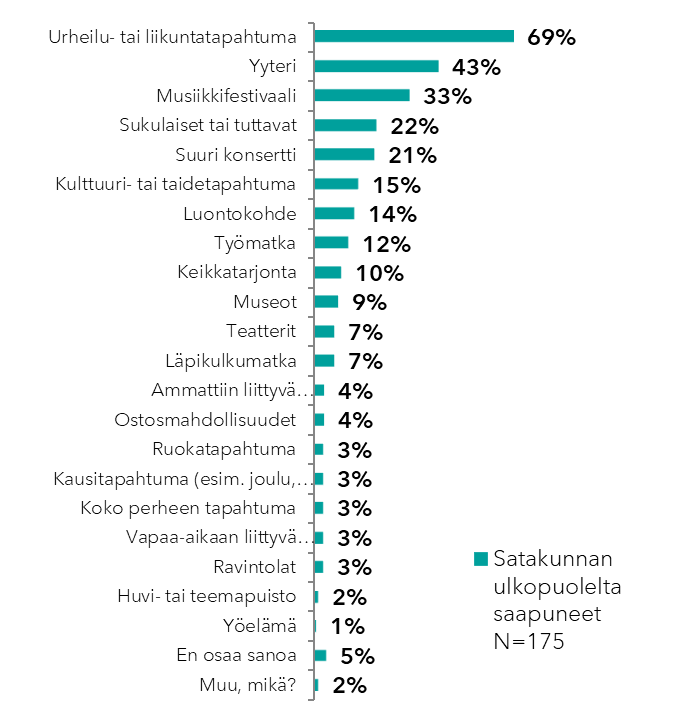 Urheilu- tai liikuntatapahtuma 69%
Yyteri 43%
Musiikkifestivaali 33%
Sukulaiset tai tuttavat 22%
Suuri konsertti 21%
Kulttuuri- tai taidetapahtuma 15%
Luontokohde 14%
Työmatka 12%
Keikkatarjonta 10%
Museot 9%
Teatterit 7%
Läpikulkumatka 7%
Ammattiin liittyvä… 4%
Ostosmahdollisuudet 4%
Ruokatapahtuma 3%
Kausitapahtuma (esim. joulu,… 3%
Koko perheen tapahtuma 3%
Vapaa-aikaan liittyvä… 3%
Ravintolat 3%
Huvi- tai teemapuisto 2%
Yöelämä 1%
En osaa sanoa 5%
Muu, mikä? 2%
Satakunnan
ulkopuolelta
saapuneet
N=175